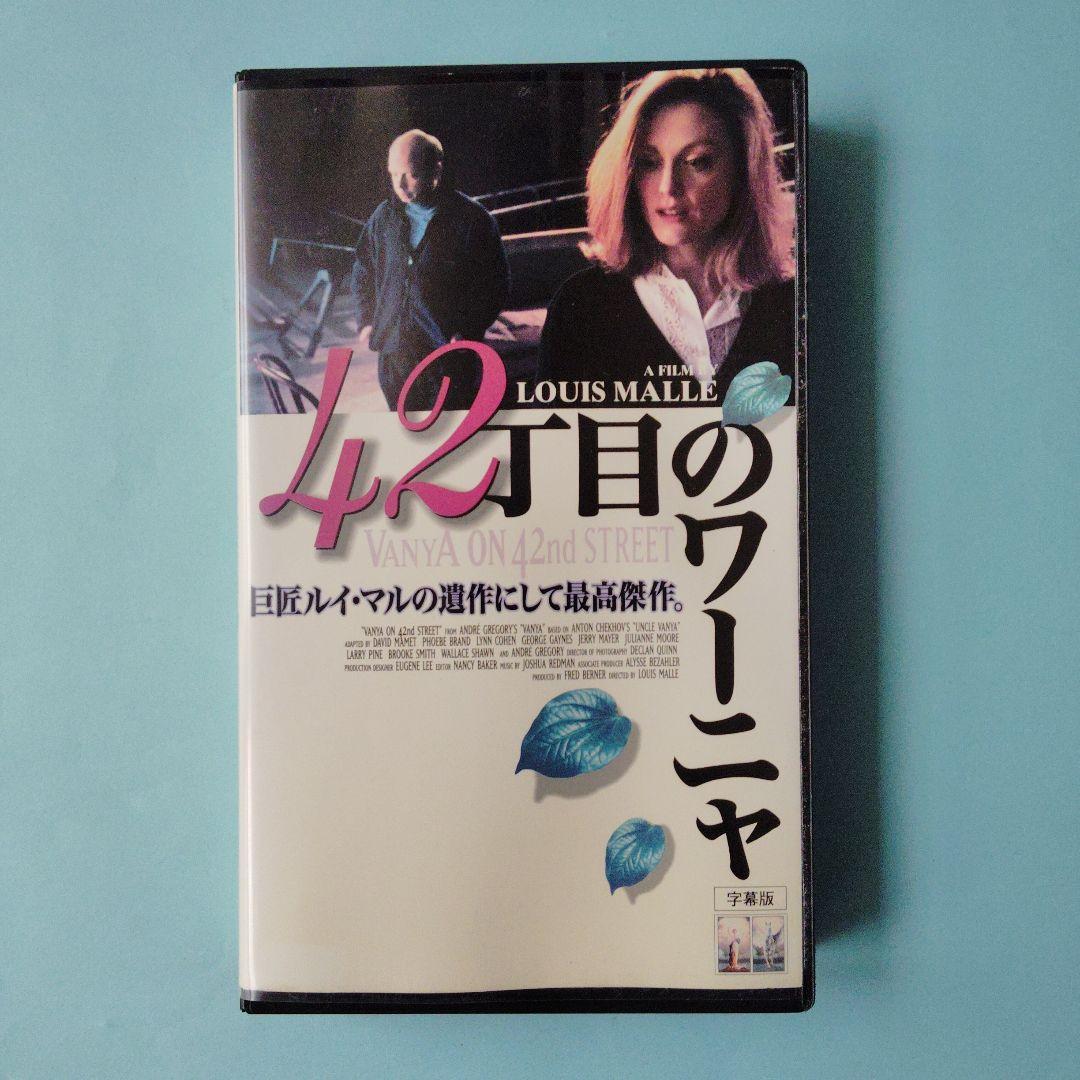 A FILM BY
LOUIS MALLE
42丁目のワーニャ
VANYA ON 42nd STREET
巨匠ルイ・マルの遺作にして最高傑作。
"VANYA ON 42nd STREET" FROM ANDRÉ GREGORY'S "VANYA" BASED ON ANTON CHEKHOV'S "UNCLE VANYA"
ADAPTED BY DAVID MAMET PHOEBE BRAND LYNN COHEN GEORGE GAYNES JERRY MAYER JULIANNE MOORE
LARRY PINE BROOKE SMITH WALLACE SHAWN AND ANDRÉ GREGORY DIRECTOR OF PHOTOGRAPHY DECLAN QUINN
PRODUCTION DESIGNER EUGENE LEE EDITOR NANCY BAKER MUSIC BY JOSHUA REDMAN ASSOCIATE PRODUCER ALYSSE BEZAHLER
PRODUCED BY FRED BERNER DIRECTED BY LOUIS MALLE
字幕版